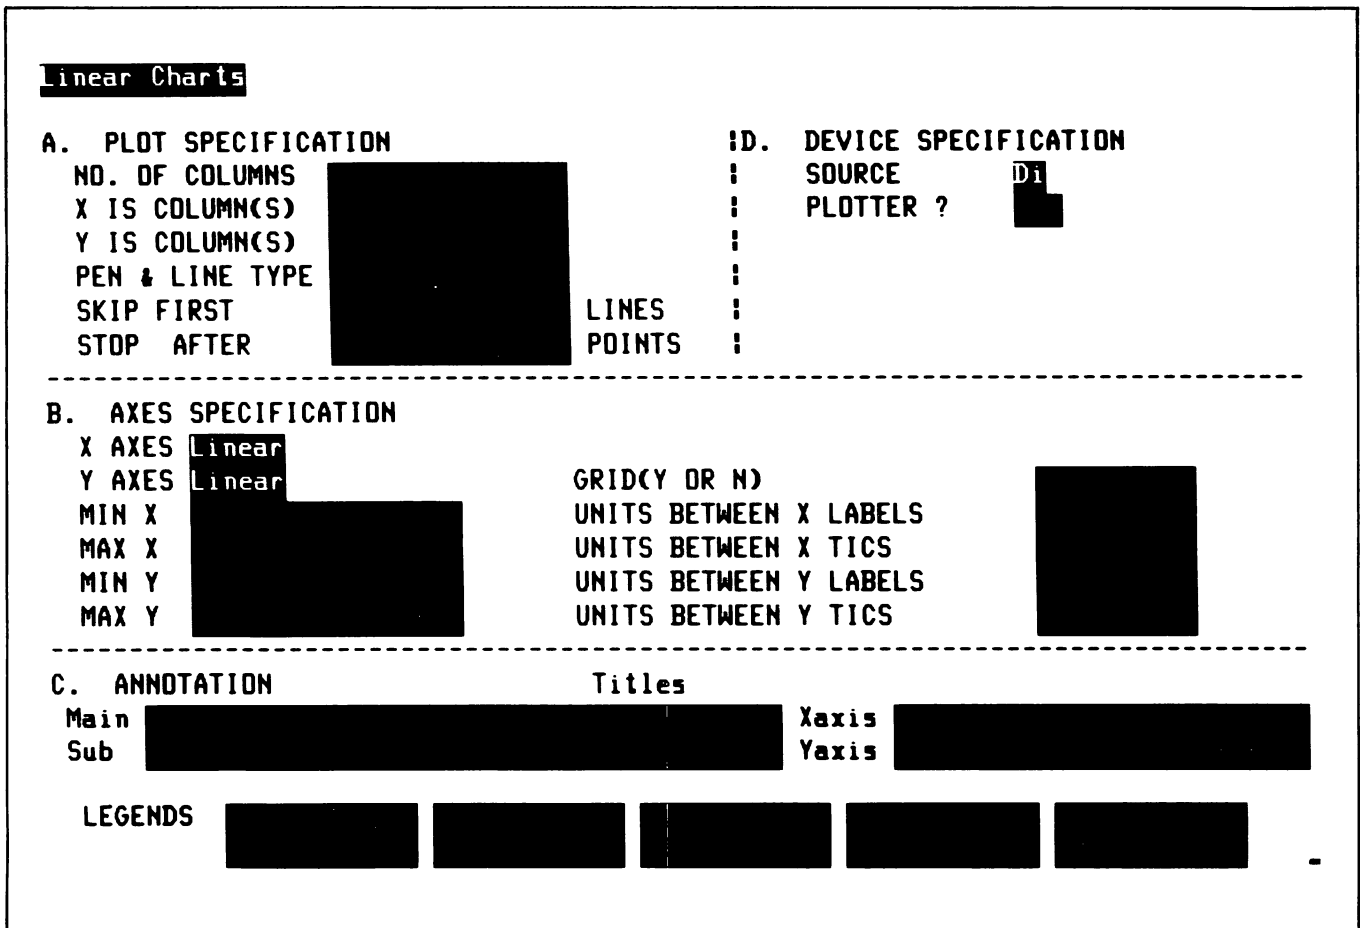 Linear Charts
A. PLOT SPECIFICATION
NO. OF COLUMNS
X IS COLUMN(S)
Y IS COLUMN(S)
PEN & LINE TYPE
SKIP FIRST LINES
STOP AFTER POINTS
D. DEVICE SPECIFICATION
SOURCE Di
PLOTTER ?
B. AXES SPECIFICATION
X AXES Linear
Y AXES Linear
MIN X
MAX X
MIN Y
MAX Y
GRID(Y OR N)
UNITS BETWEEN X LABELS
UNITS BETWEEN X TICS
UNITS BETWEEN Y LABELS
UNITS BETWEEN Y TICS
C. ANNOTATION Titles
Main
Sub
Xaxis
Yaxis
LEGENDS